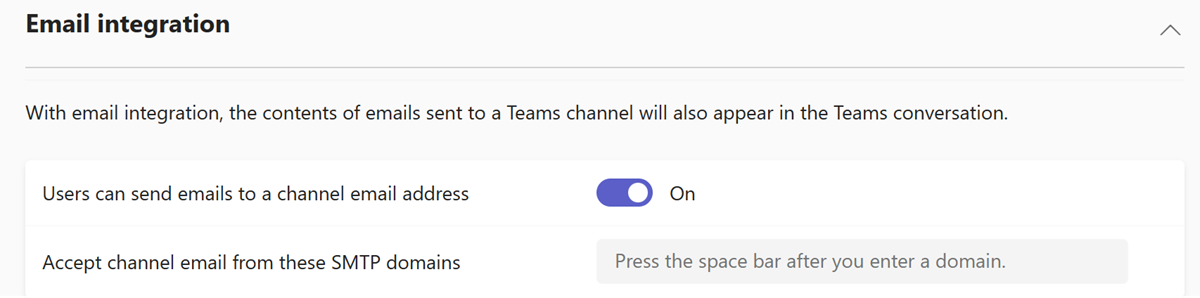 Email integration
With email integration, the contents of emails sent to a Teams channel will also appear in the Teams conversation.
Users can send emails to a channel email address On
Accept channel email from these SMTP domains Press the space bar after you enter a domain.